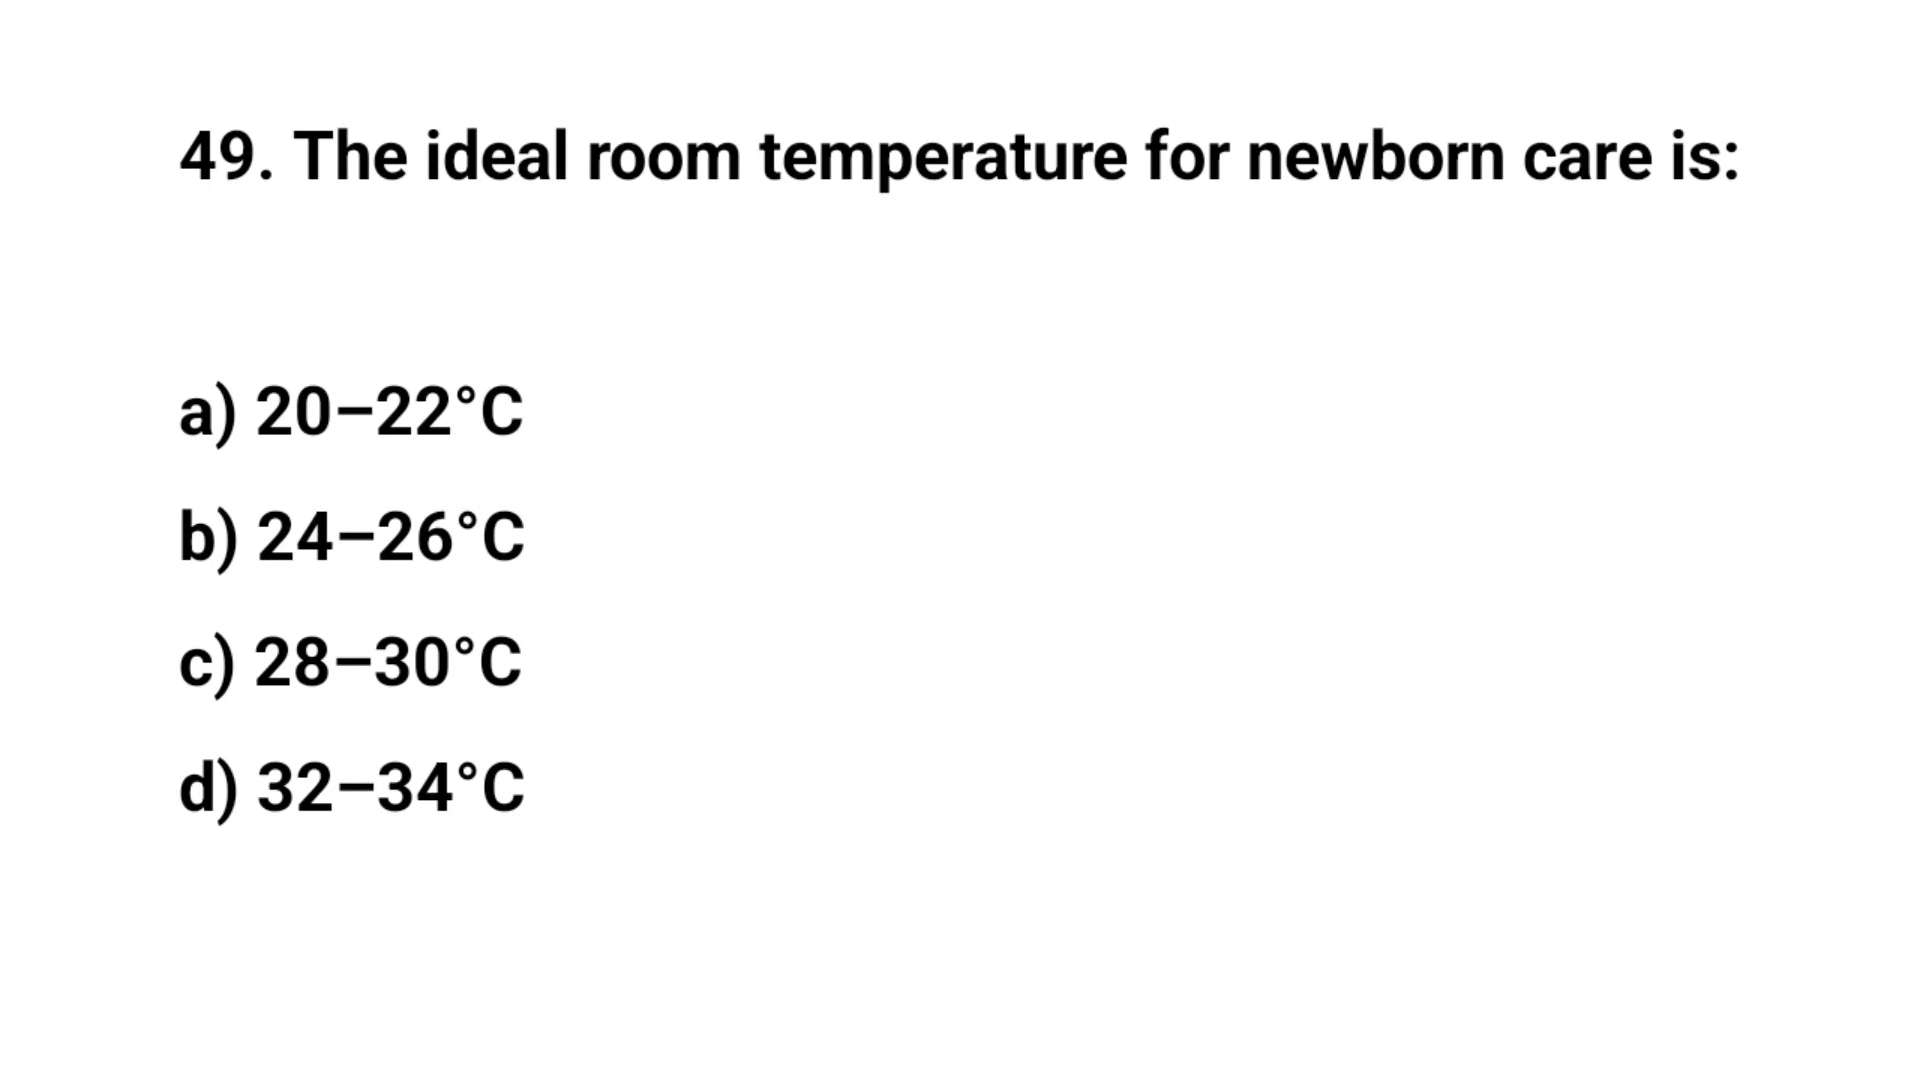 49. The ideal room temperature for newborn care is:
a) 20–22°C
b) 24–26°C
c) 28–30°C
d) 32–34°C